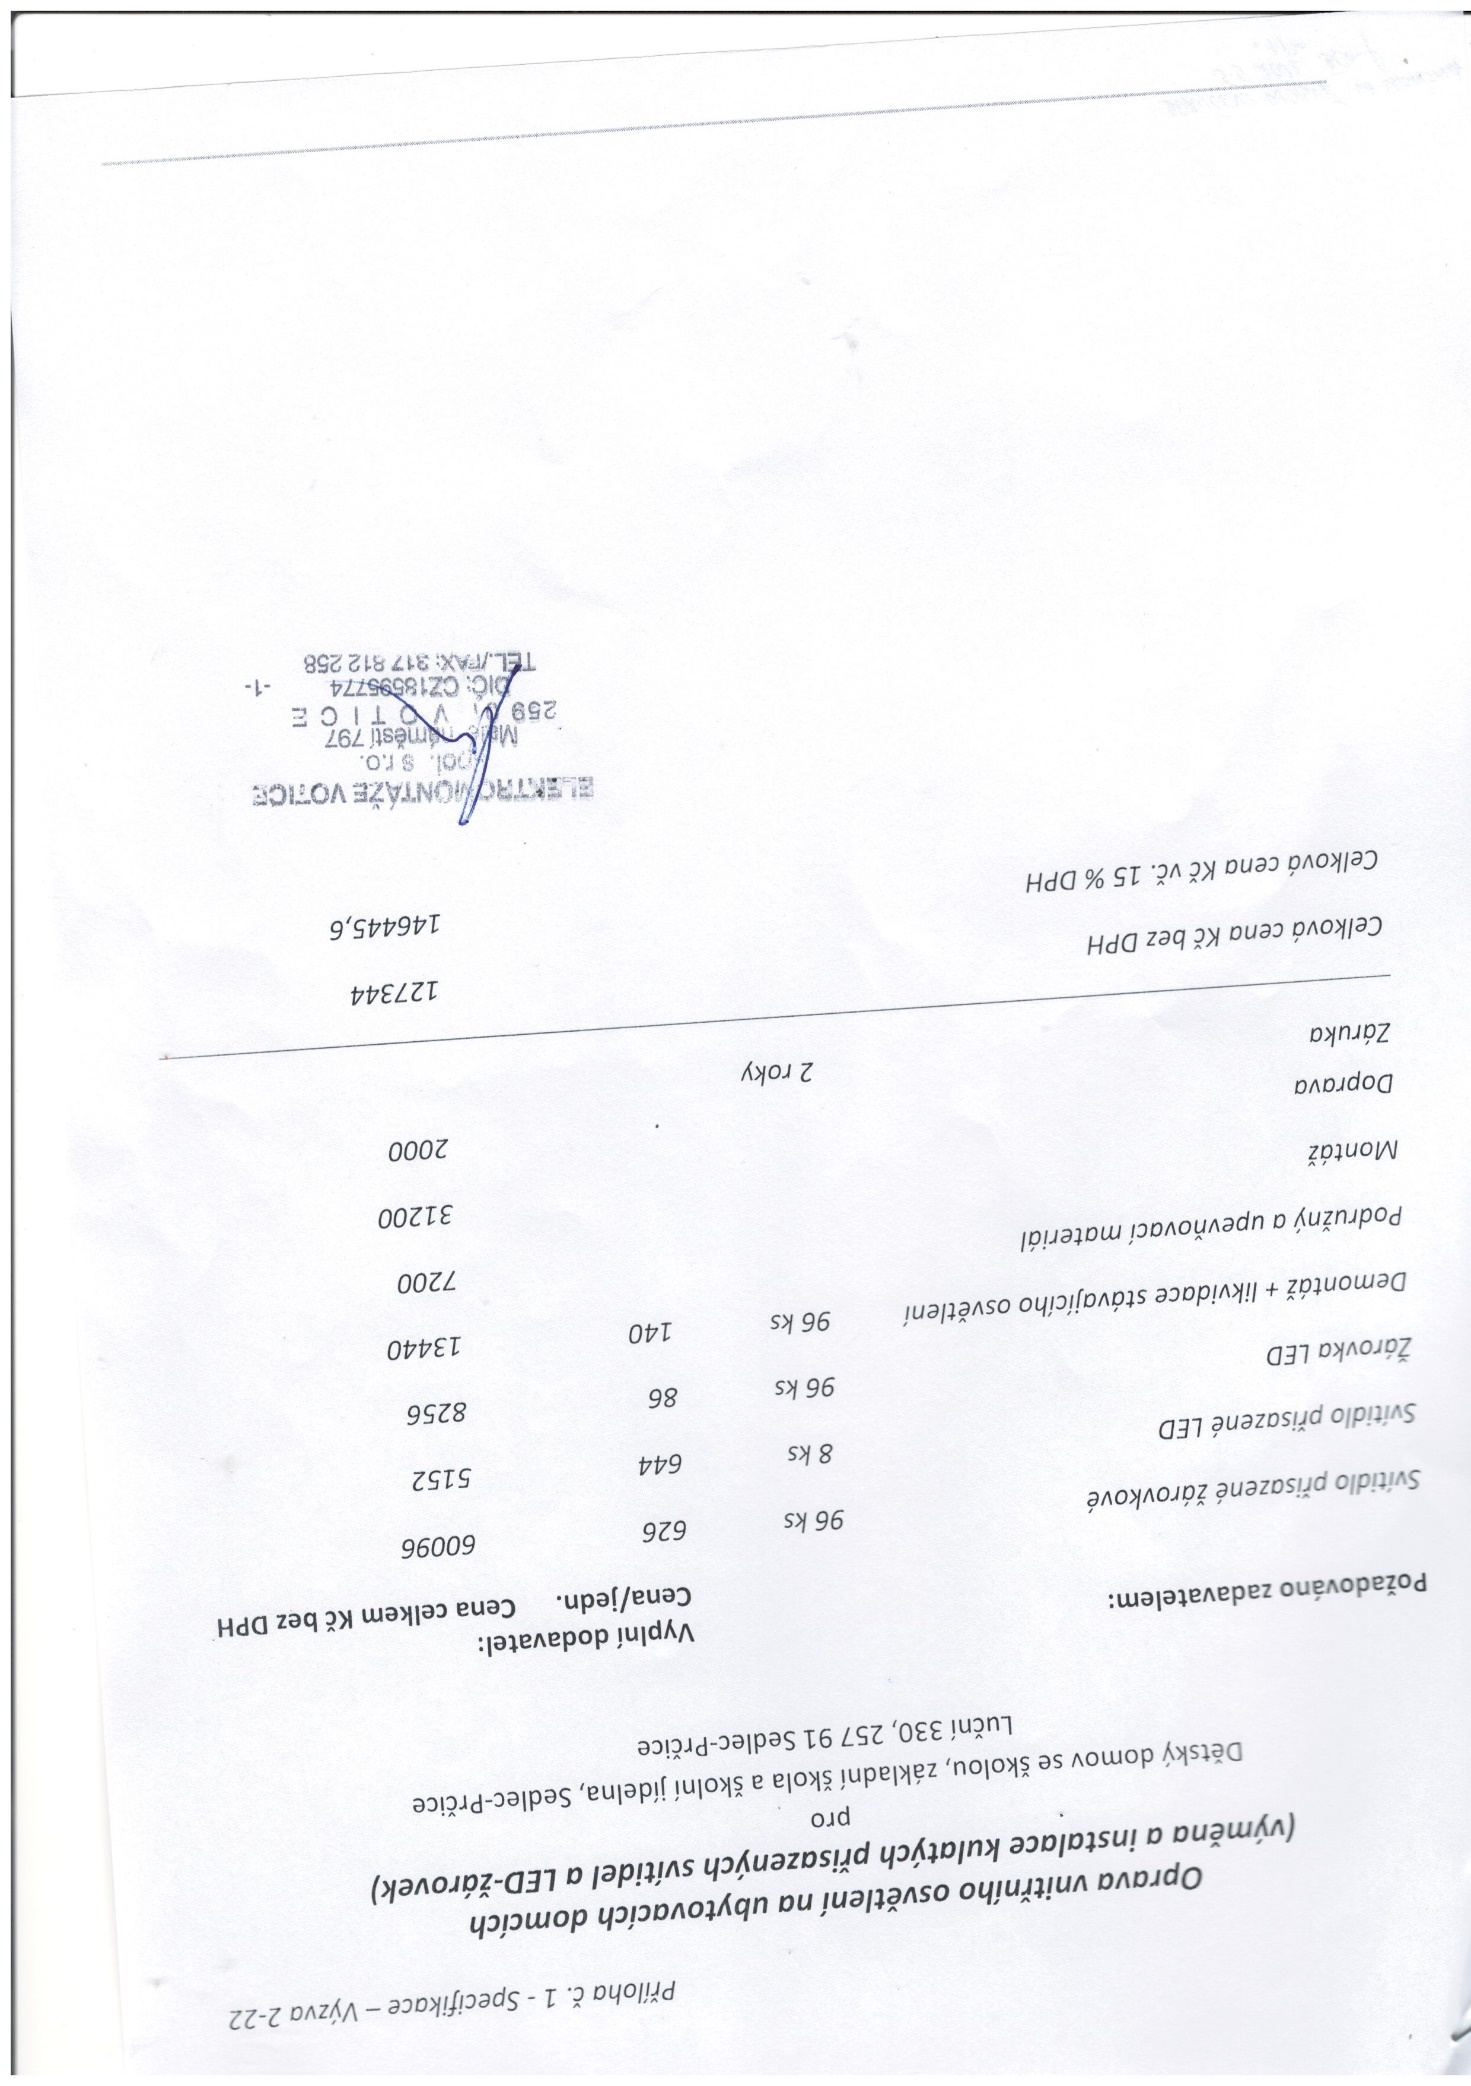 Příloha č. 1 - Specifikace – Výzva 2-22
Oprava vnitřního osvětlení na ubytovacích domcích
(výměna a instalace kulatých přisazených svítidel a LED-žárovek)
pro
Dětský domov se školou, základní škola a školní jídelna, Sedlec-Prčice
Luční 330, 257 91 Sedlec-Prčice
Vyplní dodavatel:
Požadováno zadavatelem: Cena/jedn. Cena celkem Kč bez DPH
Svítidlo přisazené žárovkové 96 ks 626 60096
Svítidlo přisazené LED 8 ks 644 5152
Žárovka LED 96 ks 86 8256
Demontáž + likvidace stávajícího osvětlení 96 ks 140 13440
Podružný a upevňovací materiál 7200
Montáž 31200
Doprava 2000
Záruka 2 roky
Celková cena Kč bez DPH 127344
Celková cena Kč vč. 15 % DPH 146445,6
ELEKTROMONTÁŽE VOTICE
spol. s r.o.
Malé náměstí 797
259 01 VOTICE
DIČ: CZ18595774 -1-
TEL./FAX: 317 812 258